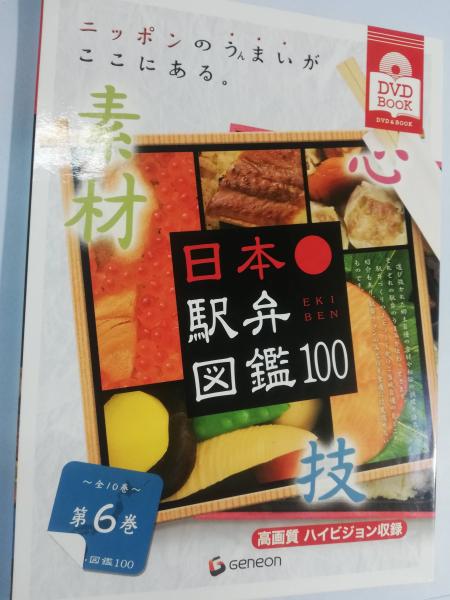 ニッポンのうんまいが
ここにある。
DVD
BOOK
DVD & BOOK
素材
心
日本
駅弁
EKI
BEN
図鑑100
技
〜全10巻〜
第6巻
図鑑100
高画質 ハイビジョン収録
GENEON